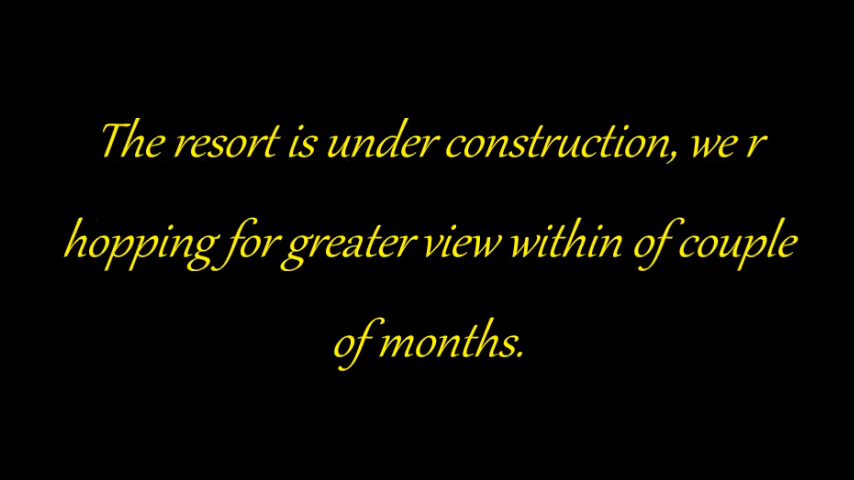 The resort is under construction, we r
hopping for greater view within of couple
of months.